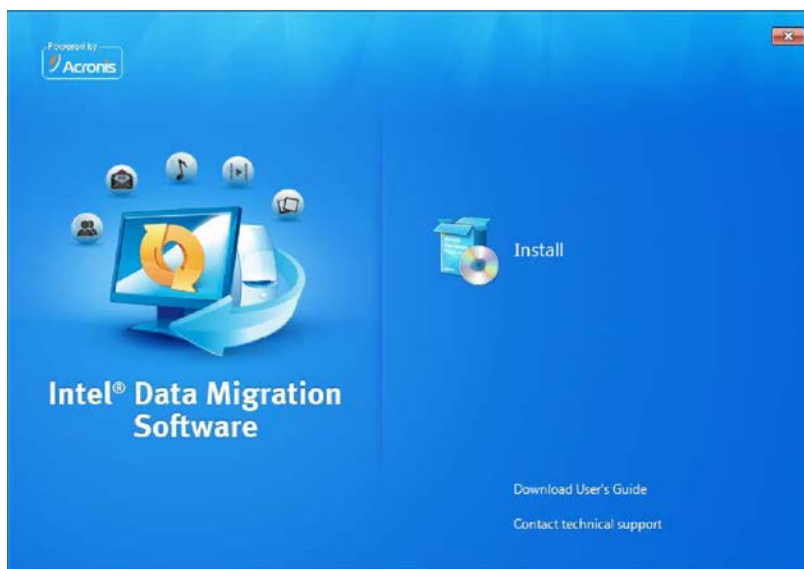 Powered by
Acronis
Install
Intel® Data Migration
Software
Download User's Guide
Contact technical support